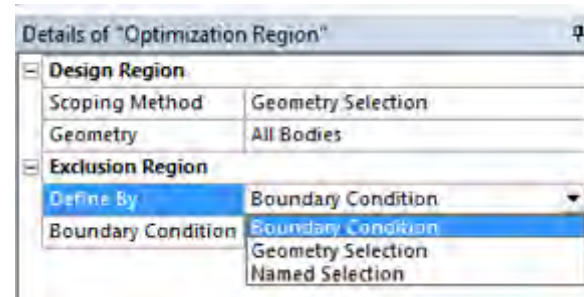 Details of "Optimization Region"
Design Region
Scoping Method Geometry Selection
Geometry All Bodies
Exclusion Region
Define By Boundary Condition
Boundary Condition Boundary Condition
Geometry Selection
Named Selection